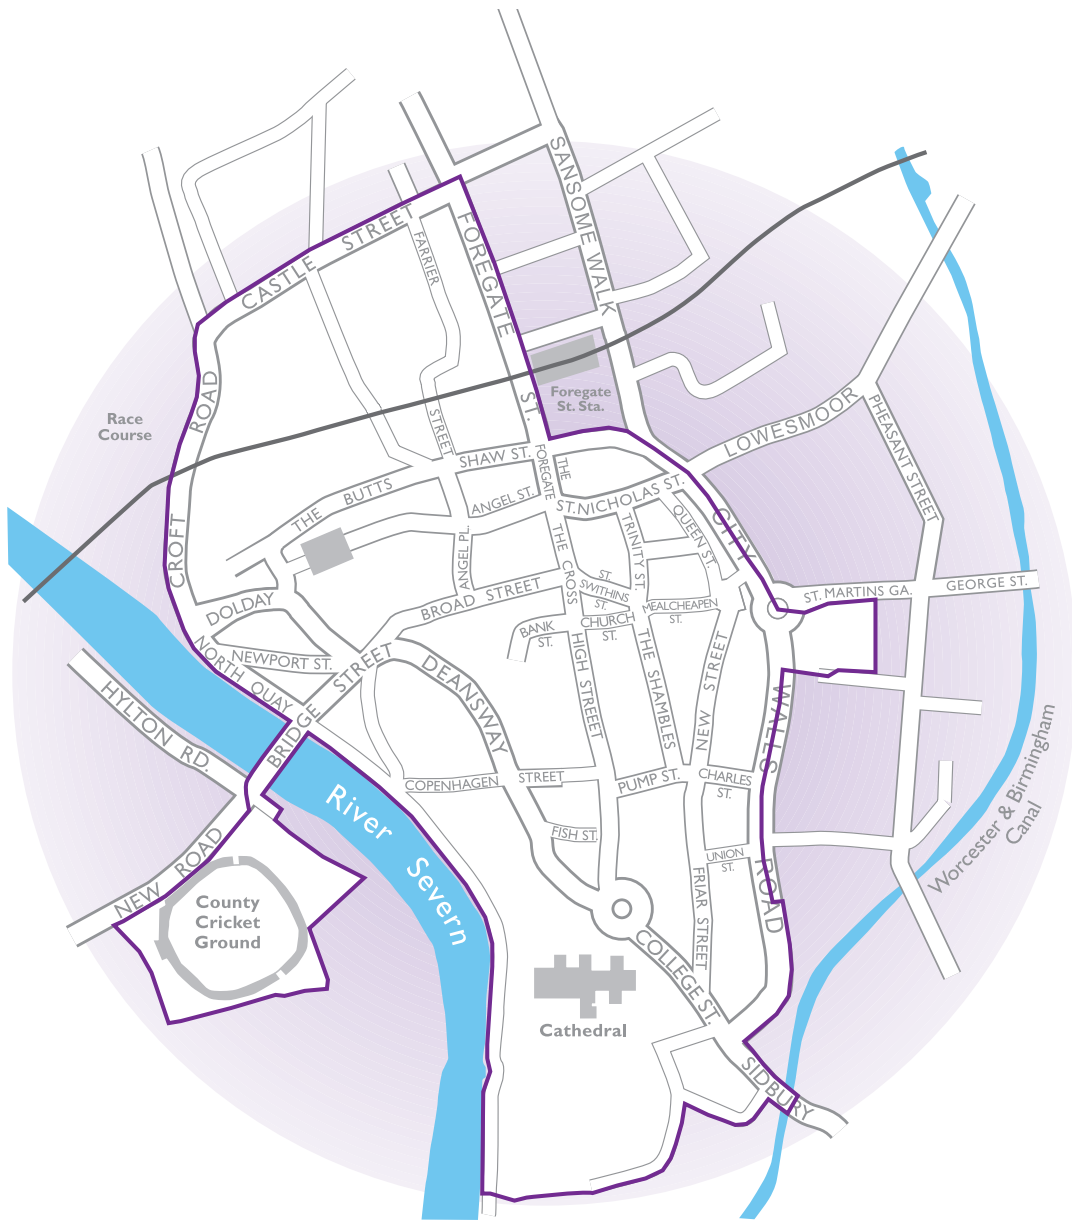 SANSOME WALK
CASTLE STREET
FARRIER
STREET
FOREGATE
ST.
Foregate
St. Sta.
Race
Course
CROFT ROAD
LOWESMOOR
PHEASANT STREET
SHAW ST.
THE BUTTS
THE
FOREGATE
ANGEL ST.
ANGEL PL.
ST.NICHOLAS ST.
TRINITY ST.
QUEEN ST.
CITY WALLS ROAD
THE CROSS
ST.
SWITHINS
ST.
MEALCHEAPEN
ST.
ST. MARTINS GA.
GEORGE ST.
DOLDAY
BROAD STREET
BANK
ST.
CHURCH
ST.
NORTH QUAY
NEWPORT ST.
BRIDGE STREET
DEANSWAY
HIGH STREEET
THE SHAMBLES
NEW STREET
HYLTON RD.
COPENHAGEN STREET
PUMP ST.
CHARLES
ST.
FISH ST.
UNION
ST.
FRIAR STREET
River Severn
Worcester & Birmingham
Canal
NEW ROAD
County
Cricket
Ground
COLLEGE ST.
Cathedral
SIDBURY